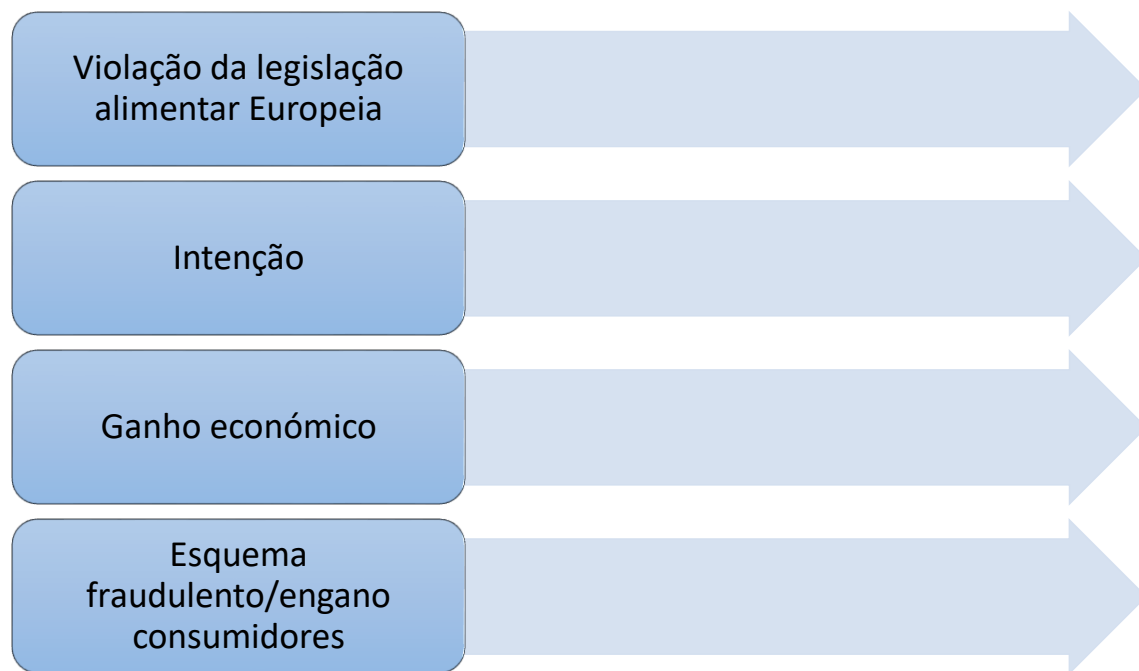 Violação da legislação
alimentar Europeia
Intenção
Ganho económico
Esquema
fraudulento/engano
consumidores